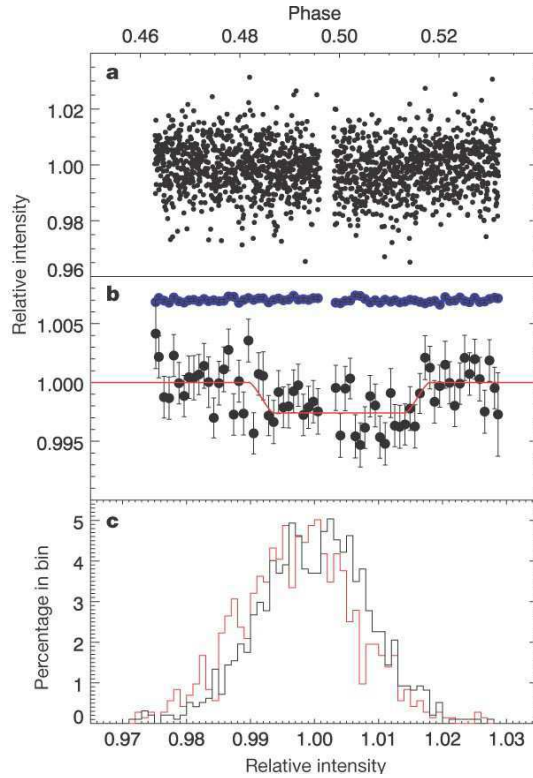 Phase
0.46 0.48 0.50 0.52
a
1.02
1.00
0.98
0.96
Relative intensity
b
1.005
1.000
0.995
c
5
4
3
2
1
0
Percentage in bin
0.97 0.98 0.99 1.00 1.01 1.02 1.03
Relative intensity